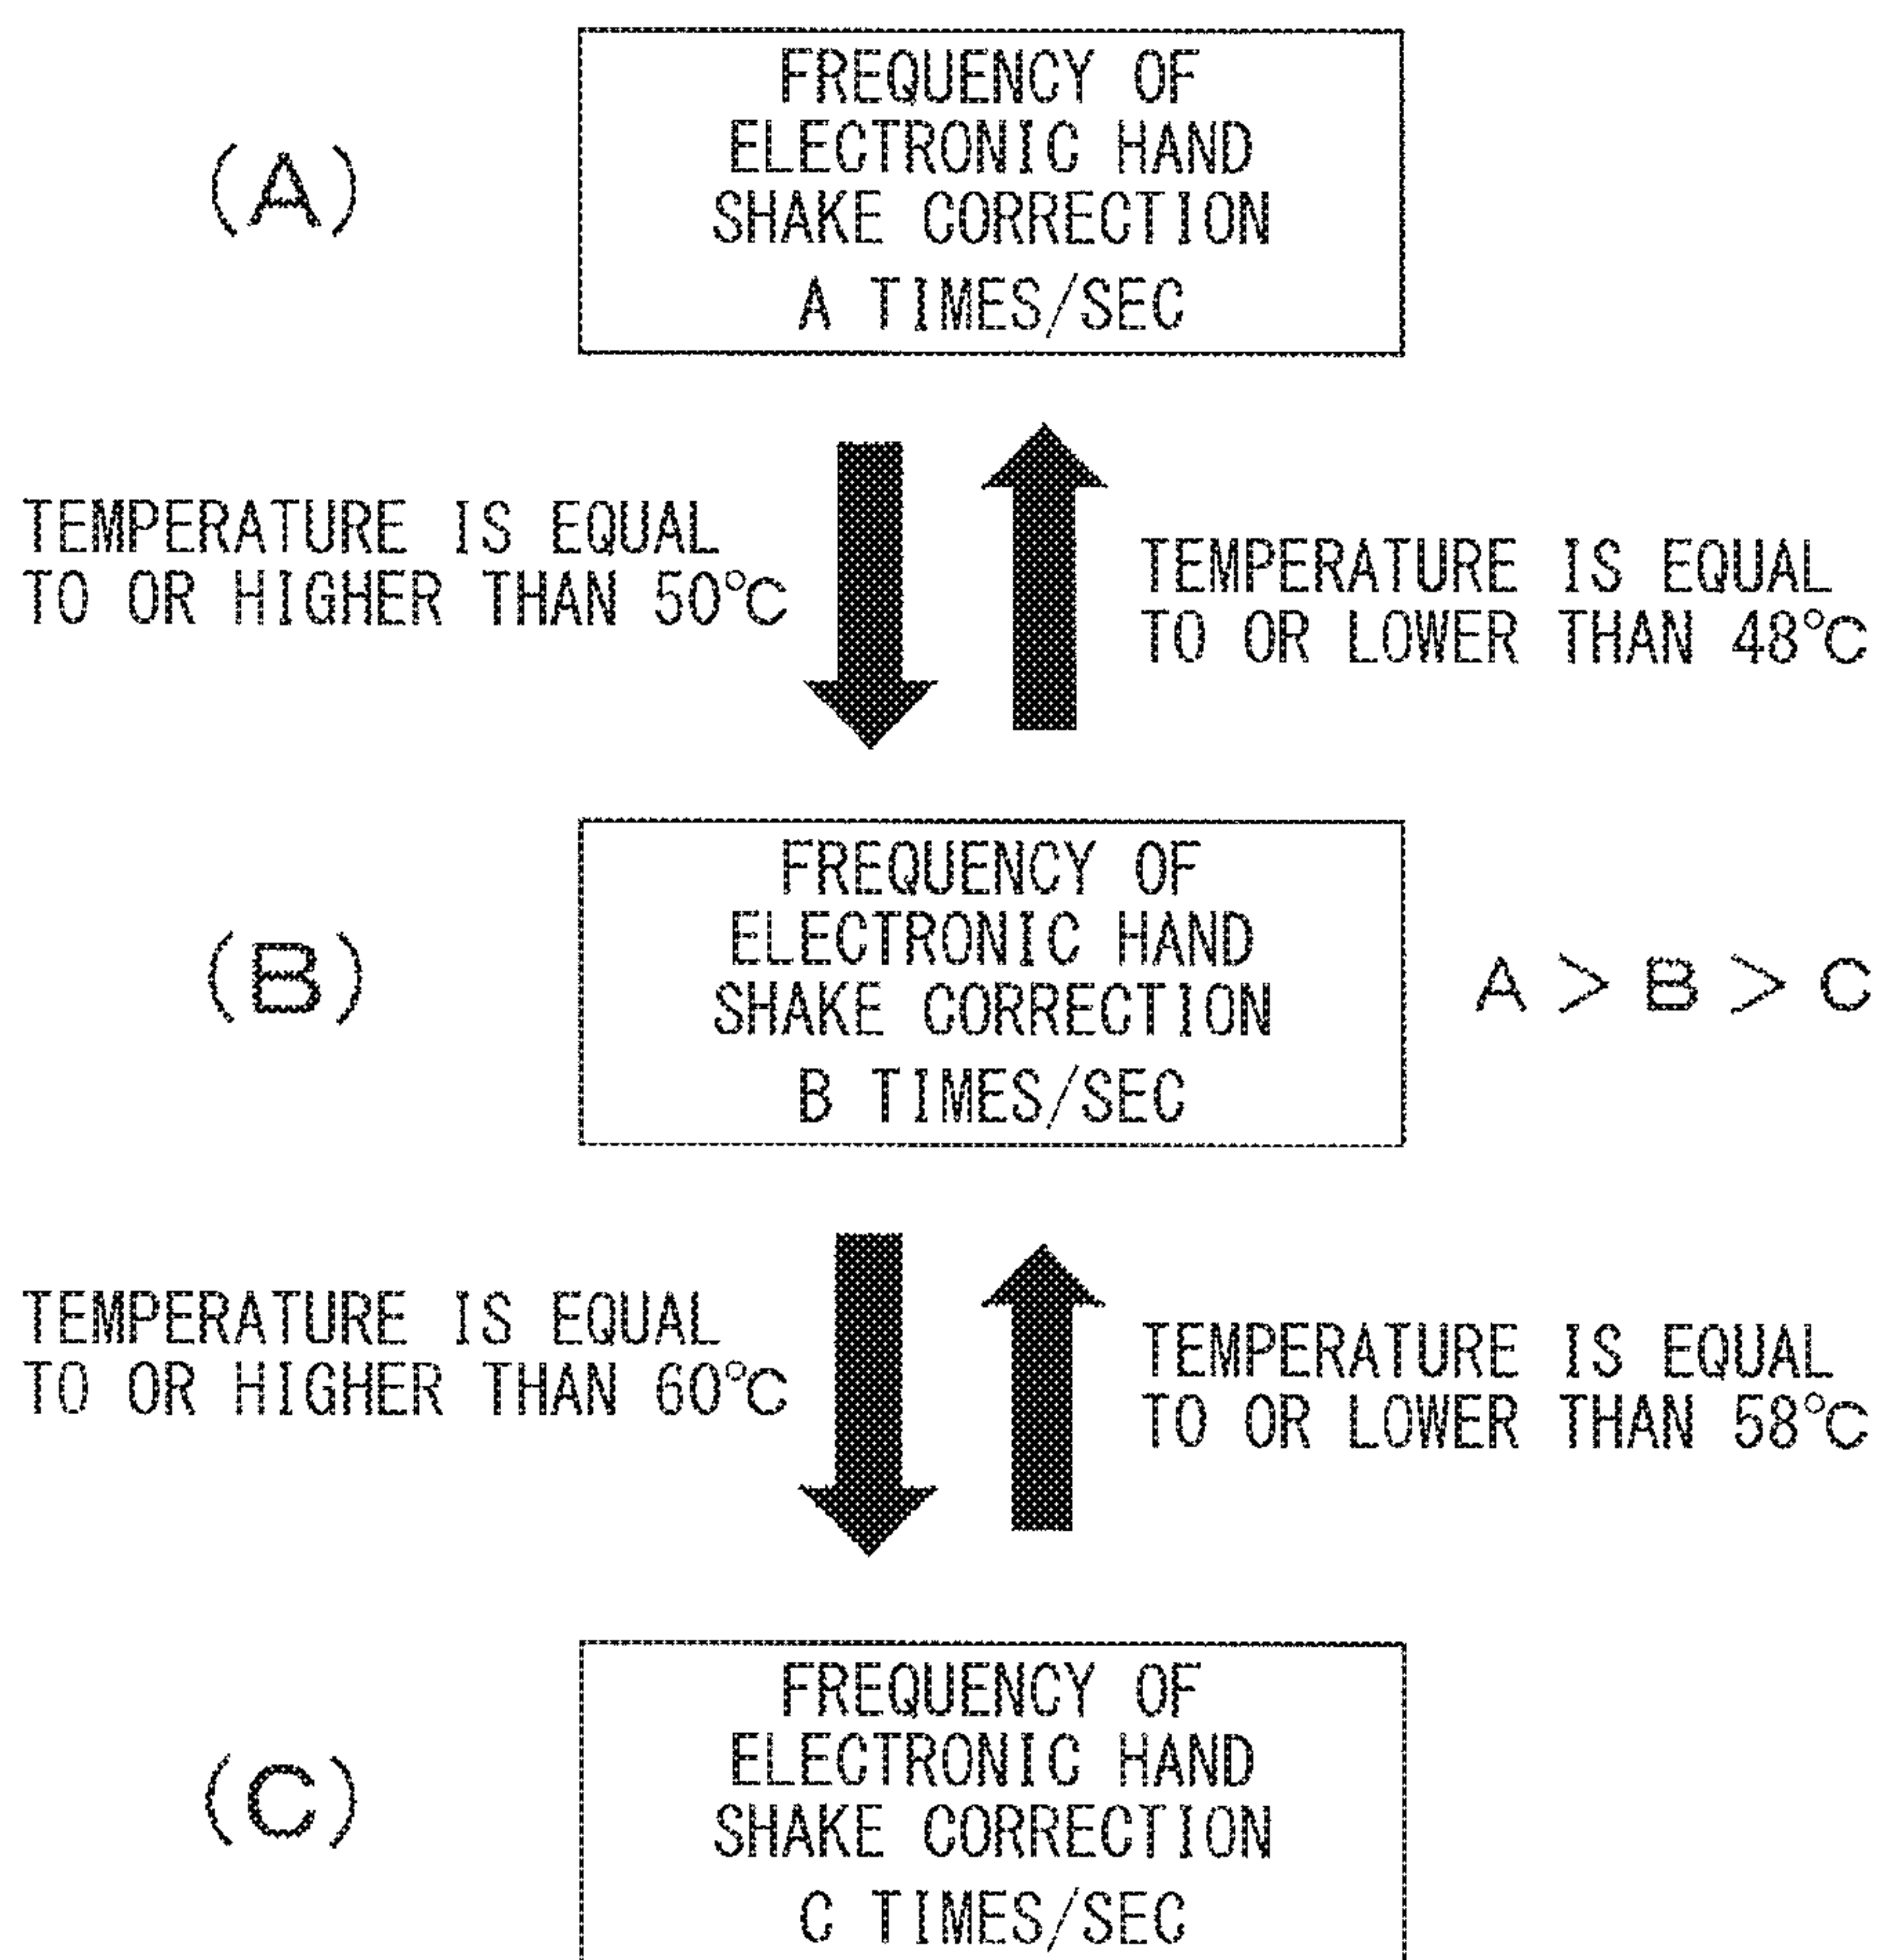 (A)
FREQUENCY OF
ELECTRONIC HAND
SHAKE CORRECTION
A TIMES/SEC
TEMPERATURE IS EQUAL
TO OR HIGHER THAN 50℃
TEMPERATURE IS EQUAL
TO OR LOWER THAN 48℃
(B)
FREQUENCY OF
ELECTRONIC HAND
SHAKE CORRECTION
B TIMES/SEC
A > B > C
TEMPERATURE IS EQUAL
TO OR HIGHER THAN 60℃
TEMPERATURE IS EQUAL
TO OR LOWER THAN 58℃
(C)
FREQUENCY OF
ELECTRONIC HAND
SHAKE CORRECTION
C TIMES/SEC